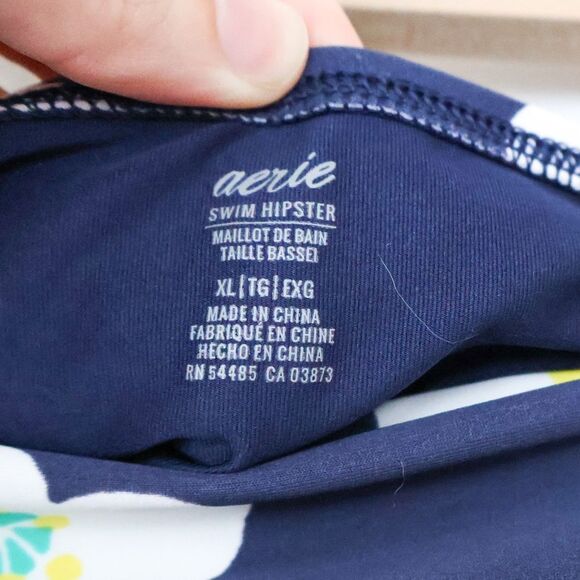 aerie
SWIM HIPSTER
MAILLOT DE BAIN
TAILLE BASSE
XL|TG|EXG
MADE IN CHINA
FABRIQUÉ EN CHINE
HECHO EN CHINA
RN 54485 CA 03873